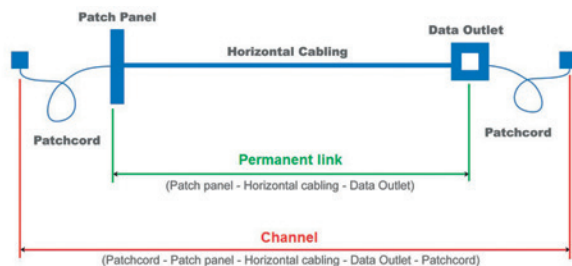 Patch Panel
Data Outlet
Horizontal Cabling
Patchcord
Patchcord
Permanent link
(Patch panel - Horizontal cabling - Data Outlet)
Channel
(Patchcord - Patch panel - Horizontal cabling - Data Outlet - Patchcord)